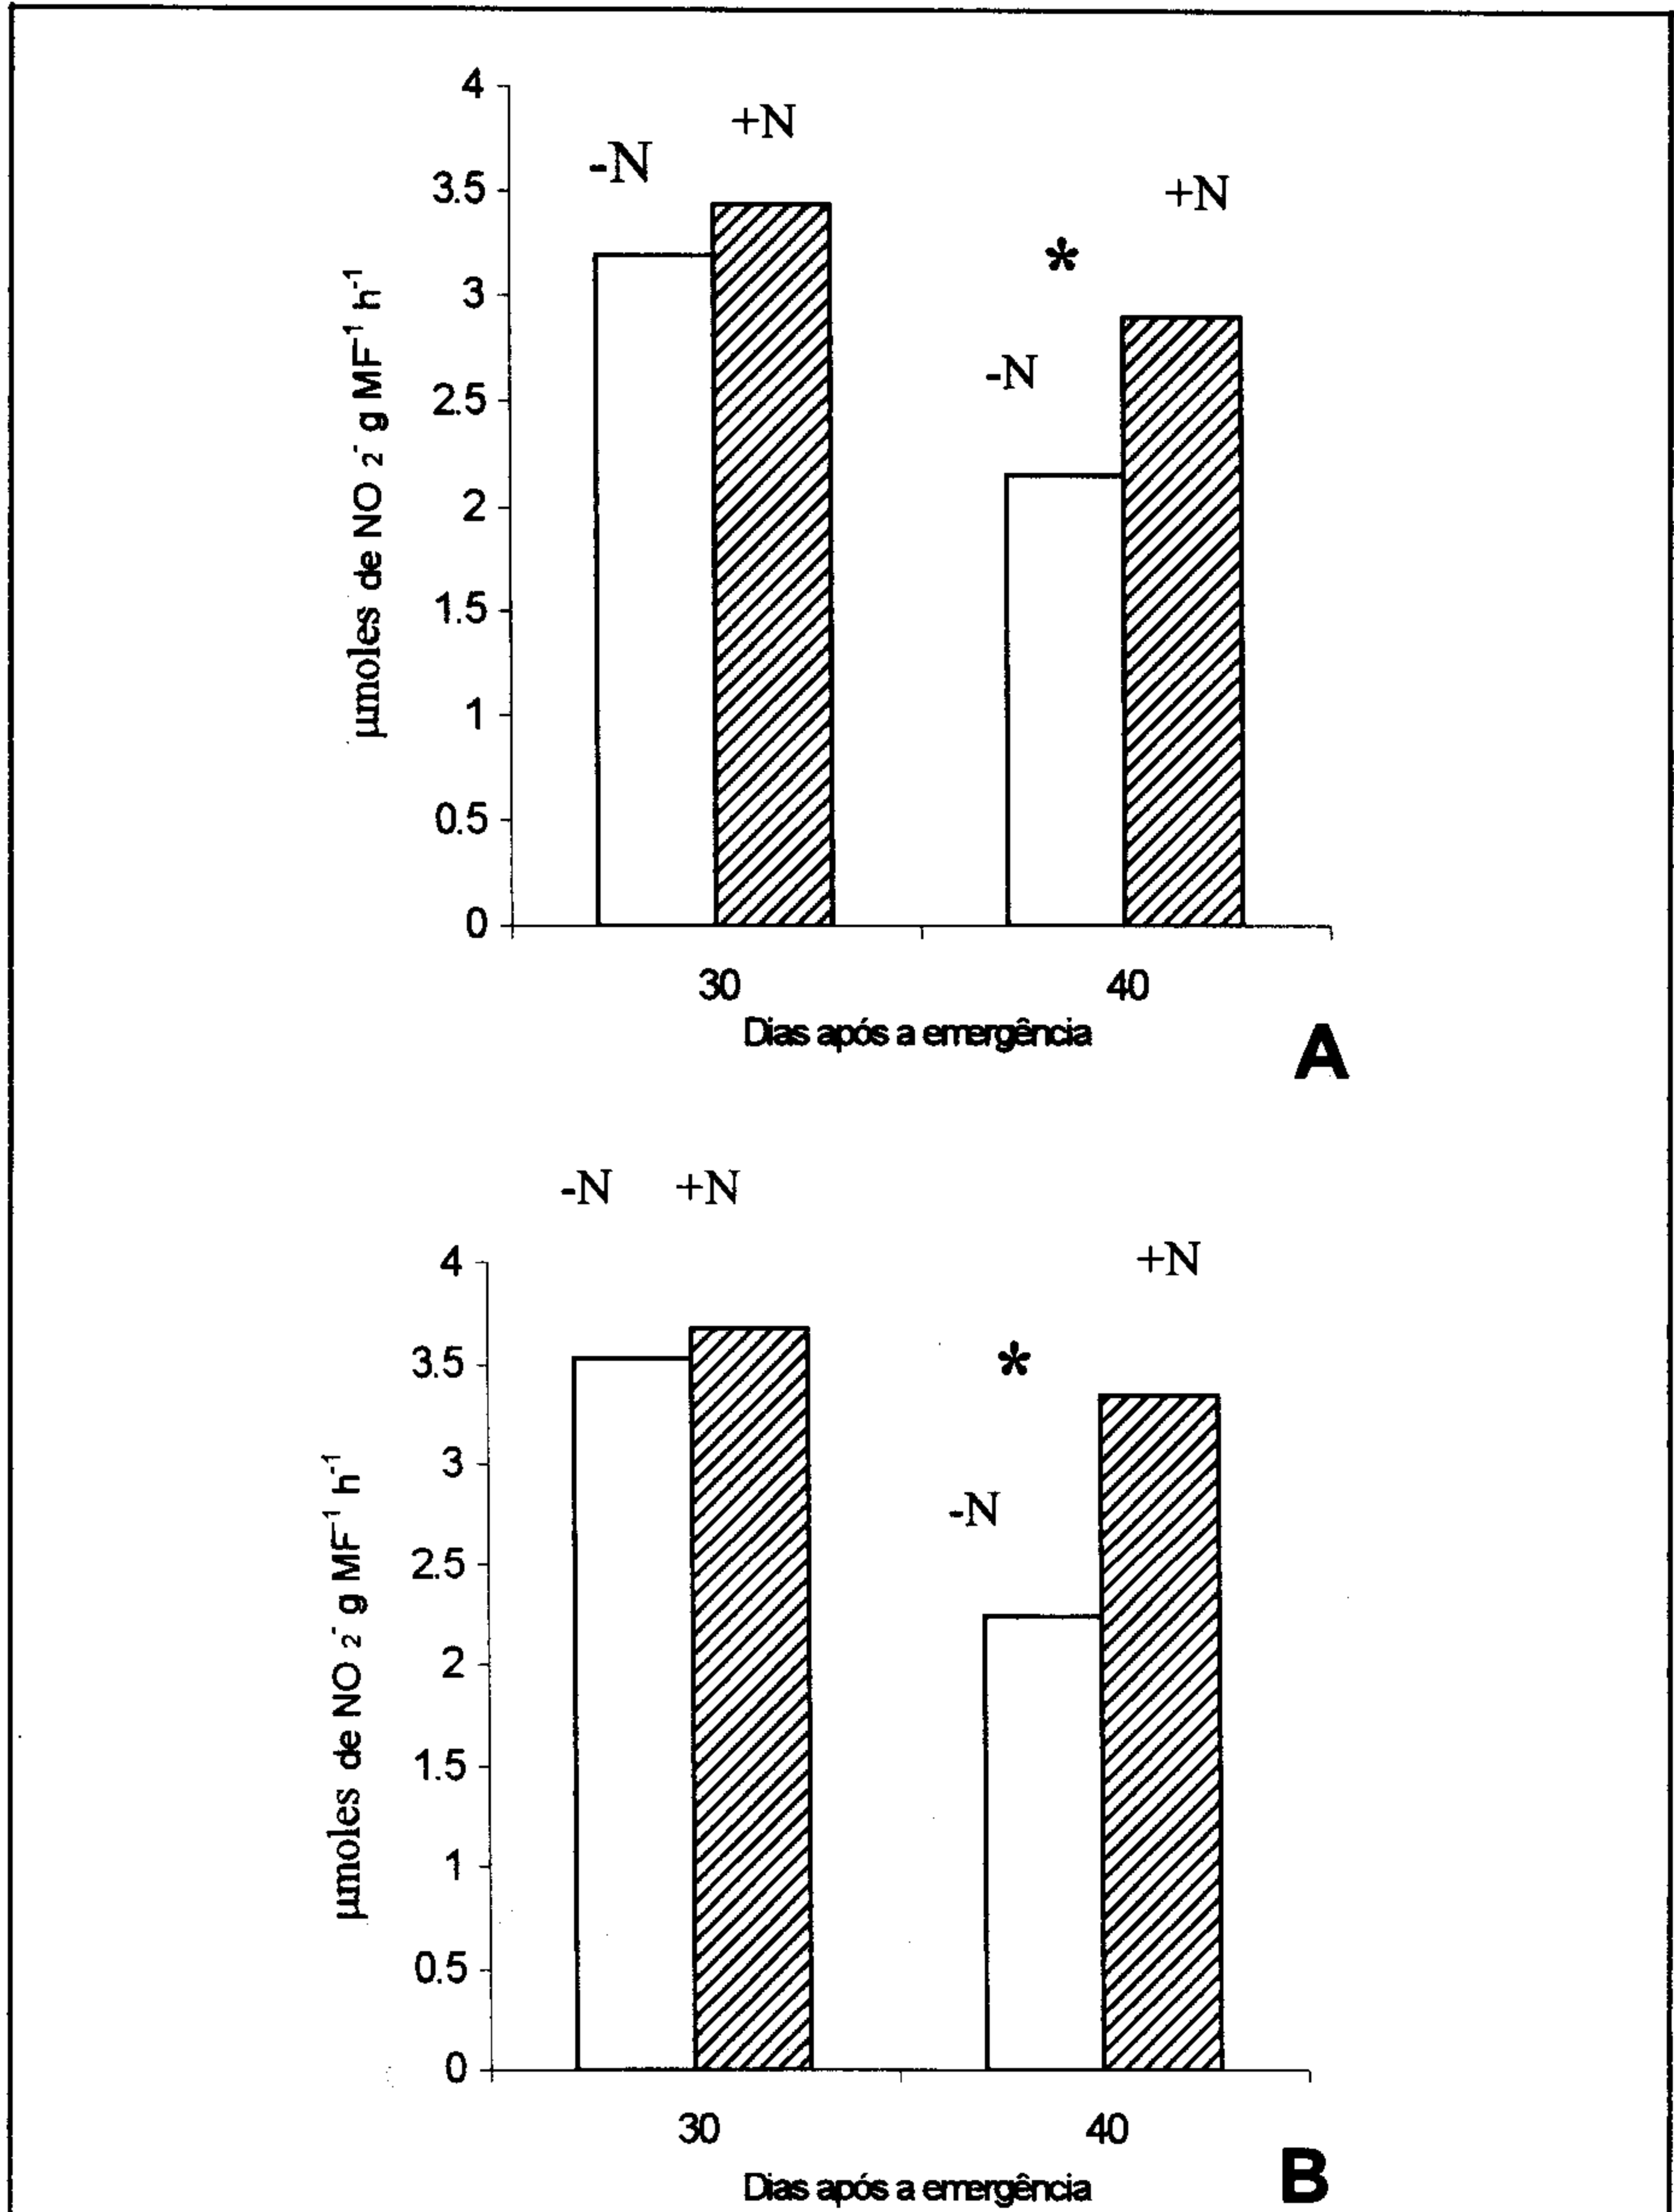 4
+N
-N
3.5
+N
*
3
-N
2.5
2
1.5
1
0.5
0
µmoles de NO 2- g MF-1 h-1
30
40
Dias após a emergência
A
-N +N
4
+N
3.5
*
3
-N
2.5
2
1.5
1
0.5
0
µmoles de NO 2- g MF-1 h-1
30
40
Dias após a emergência
B